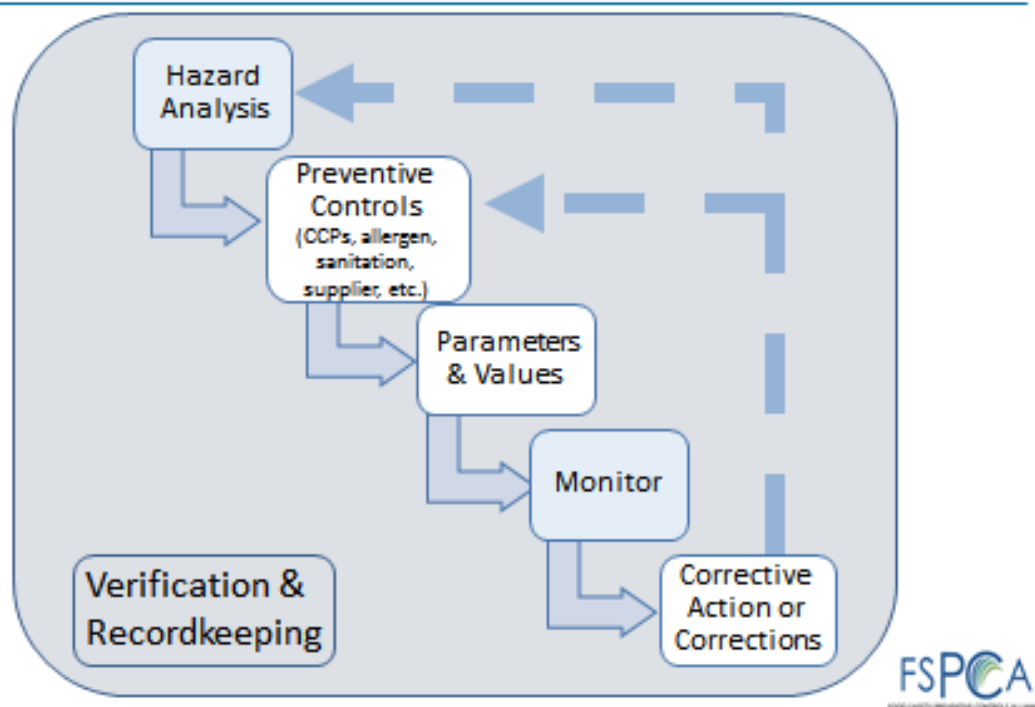 Hazard
Analysis
Preventive
Controls
(CCPs, allergen,
sanitation,
supplier, etc.)
Parameters
& Values
Monitor
Corrective
Action or
Corrections
Verification &
Recordkeeping
FSPCA